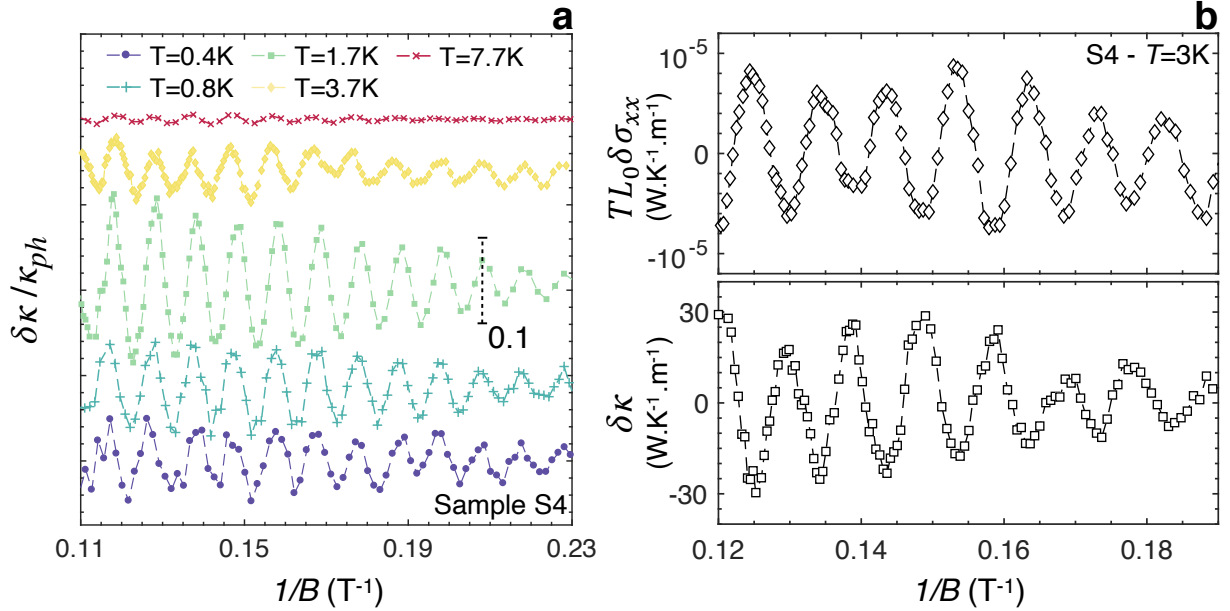 a
T=0.4K T=1.7K T=7.7K
T=0.8K T=3.7K
δκ/κph
0.1
Sample S4
0.11 0.15 0.19 0.23
1/B (T⁻¹)
b
S4 - T=3K
TL₀δσxx
(W.K⁻¹.m⁻¹)
10⁻⁵
0
-10⁻⁵
δκ
(W.K⁻¹.m⁻¹)
30
0
-30
0.12 0.14 0.16 0.18
1/B (T⁻¹)